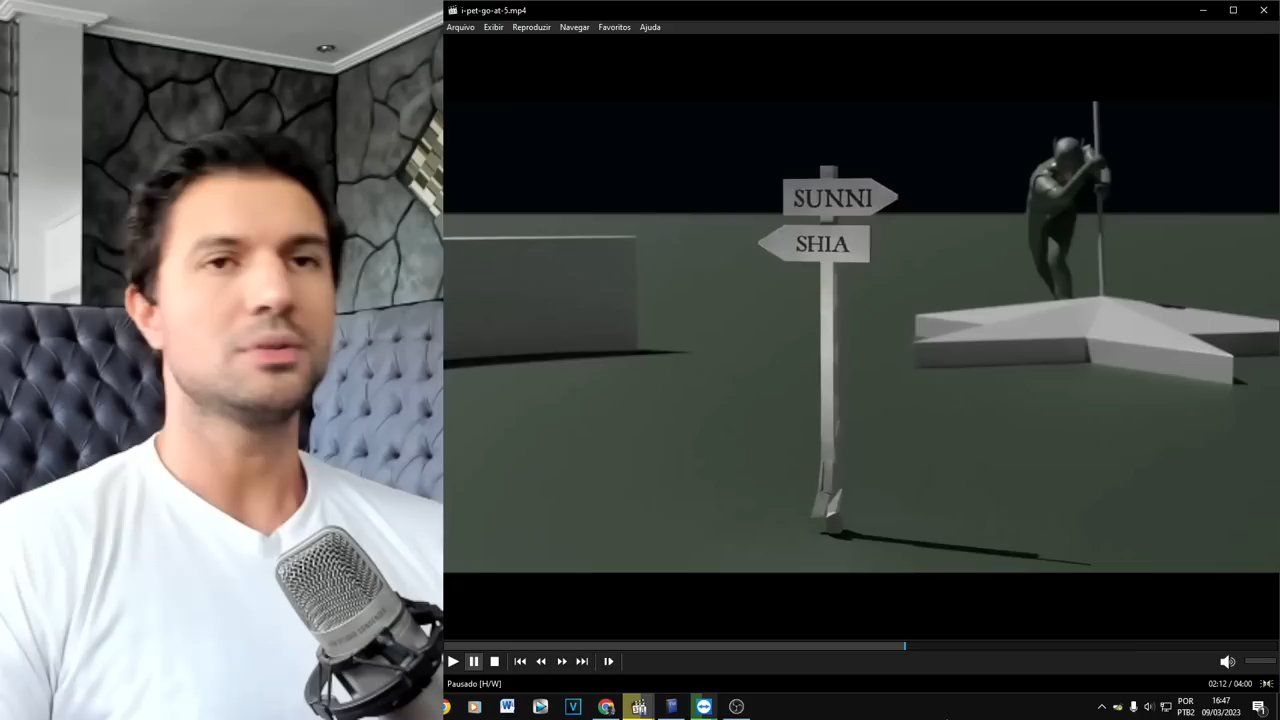 i-pet-go-at-5.mp4
Arquivo Exibir Reproduzir Navegar Favoritos Ajuda
SUNNI
SHIA
Pausado [H/W]
02:12 / 04:00
POR
PTB2
16:47
09/03/2023